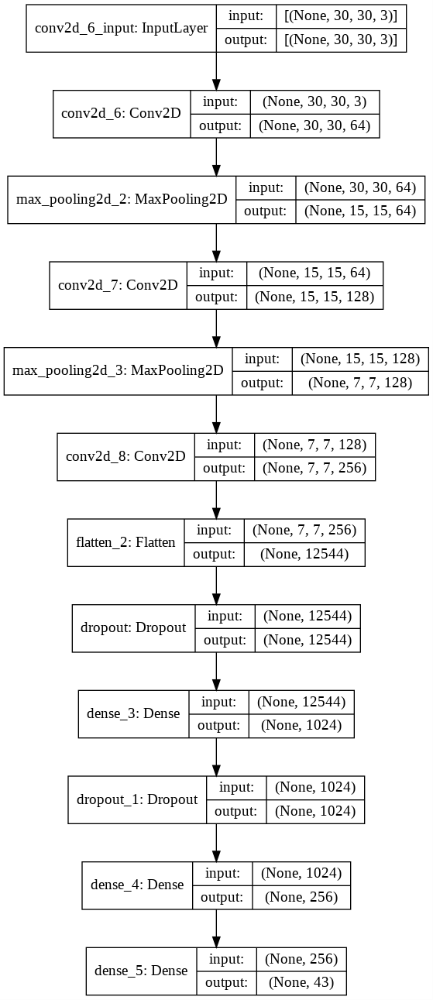 conv2d_6_input: InputLayer
input: [(None, 30, 30, 3)]
output: [(None, 30, 30, 3)]
conv2d_6: Conv2D
input: (None, 30, 30, 3)
output: (None, 30, 30, 64)
max_pooling2d_2: MaxPooling2D
input: (None, 30, 30, 64)
output: (None, 15, 15, 64)
conv2d_7: Conv2D
input: (None, 15, 15, 64)
output: (None, 15, 15, 128)
max_pooling2d_3: MaxPooling2D
input: (None, 15, 15, 128)
output: (None, 7, 7, 128)
conv2d_8: Conv2D
input: (None, 7, 7, 128)
output: (None, 7, 7, 256)
flatten_2: Flatten
input: (None, 7, 7, 256)
output: (None, 12544)
dropout: Dropout
input: (None, 12544)
output: (None, 12544)
dense_3: Dense
input: (None, 12544)
output: (None, 1024)
dropout_1: Dropout
input: (None, 1024)
output: (None, 1024)
dense_4: Dense
input: (None, 1024)
output: (None, 256)
dense_5: Dense
input: (None, 256)
output: (None, 43)